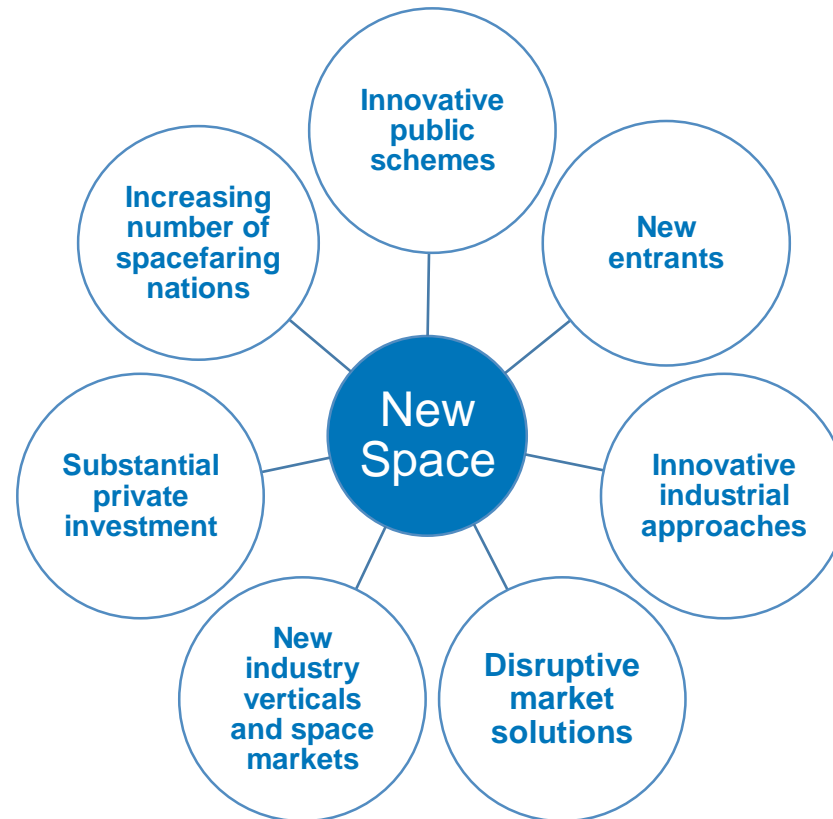 Innovative
public
schemes
New
entrants
Innovative
industrial
approaches
Disruptive
market
solutions
New
industry
verticals
and space
markets
Substantial
private
investment
Increasing
number of
spacefaring
nations
New
Space